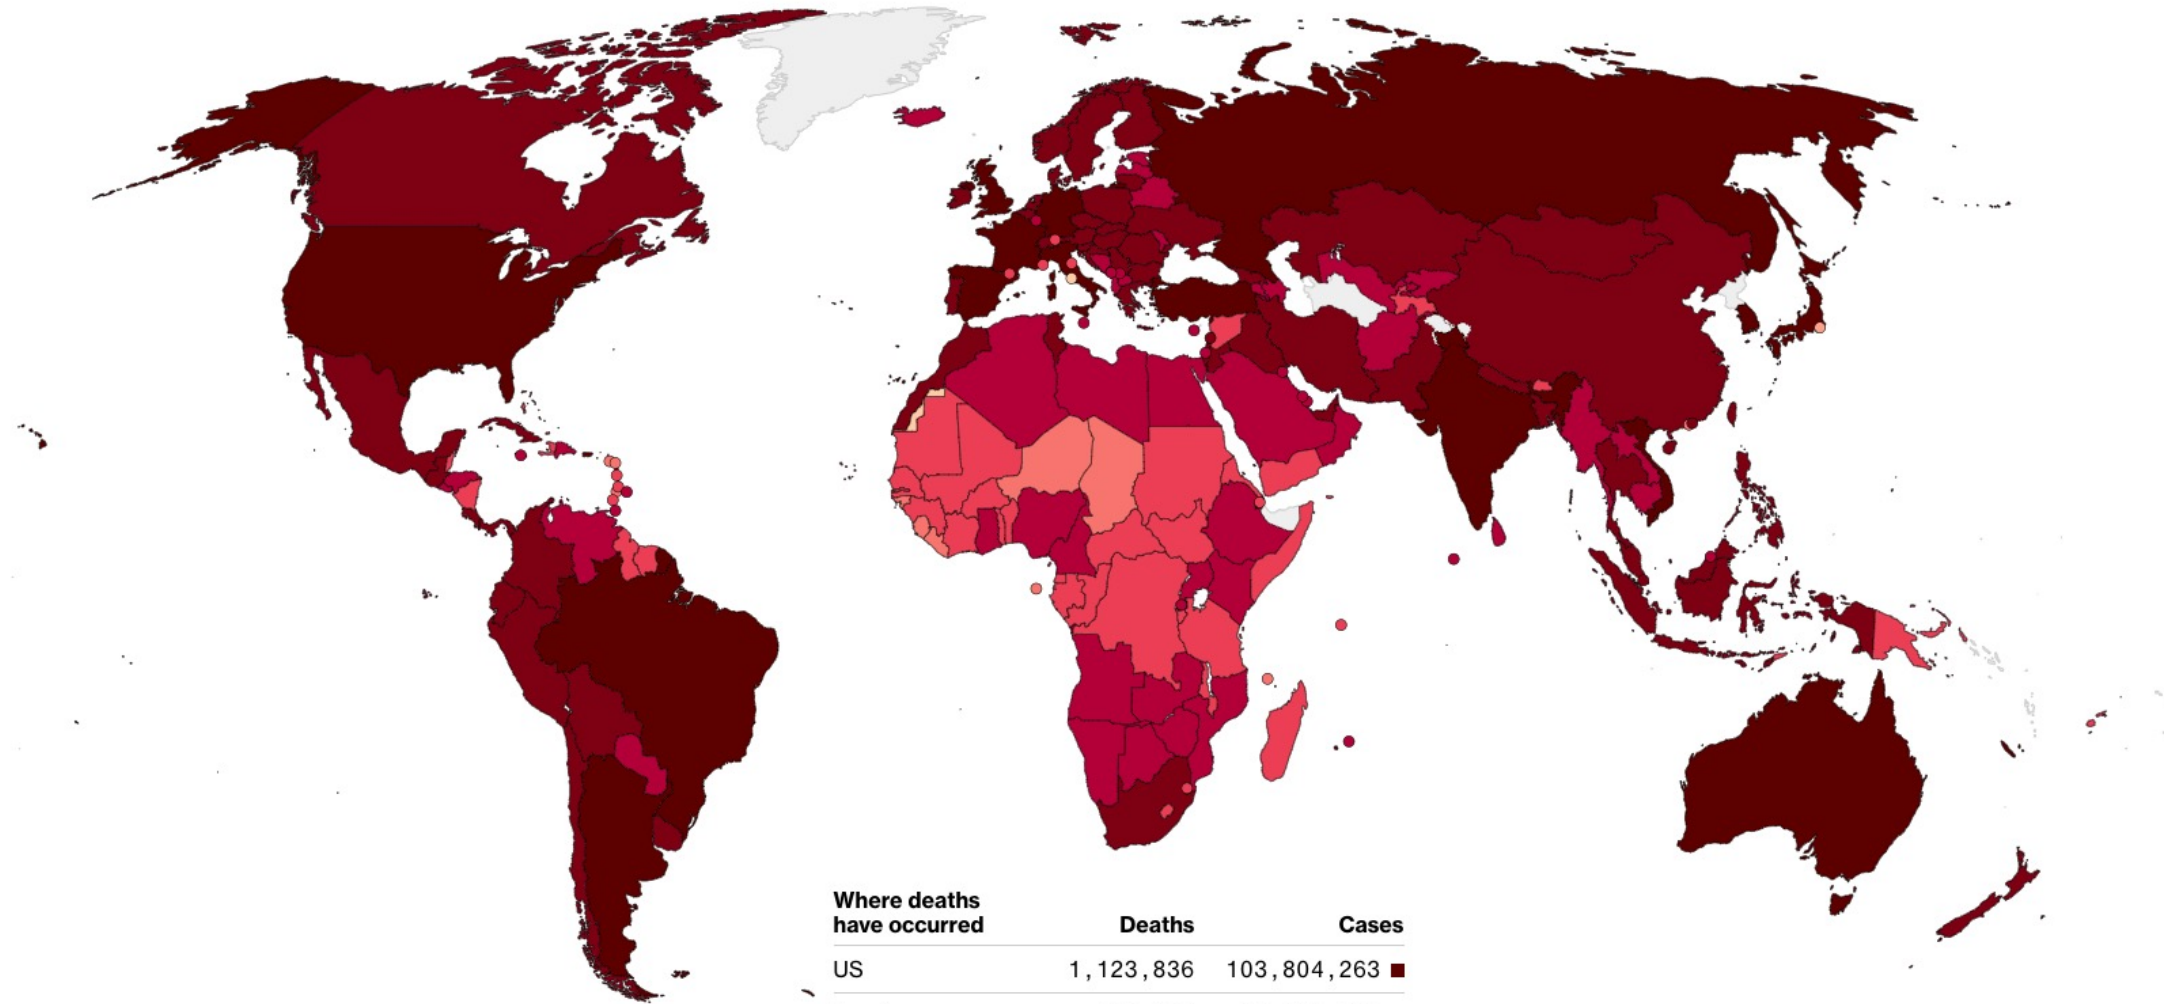 Where deaths
have occurred Deaths Cases
US 1,123,836 103,804,263